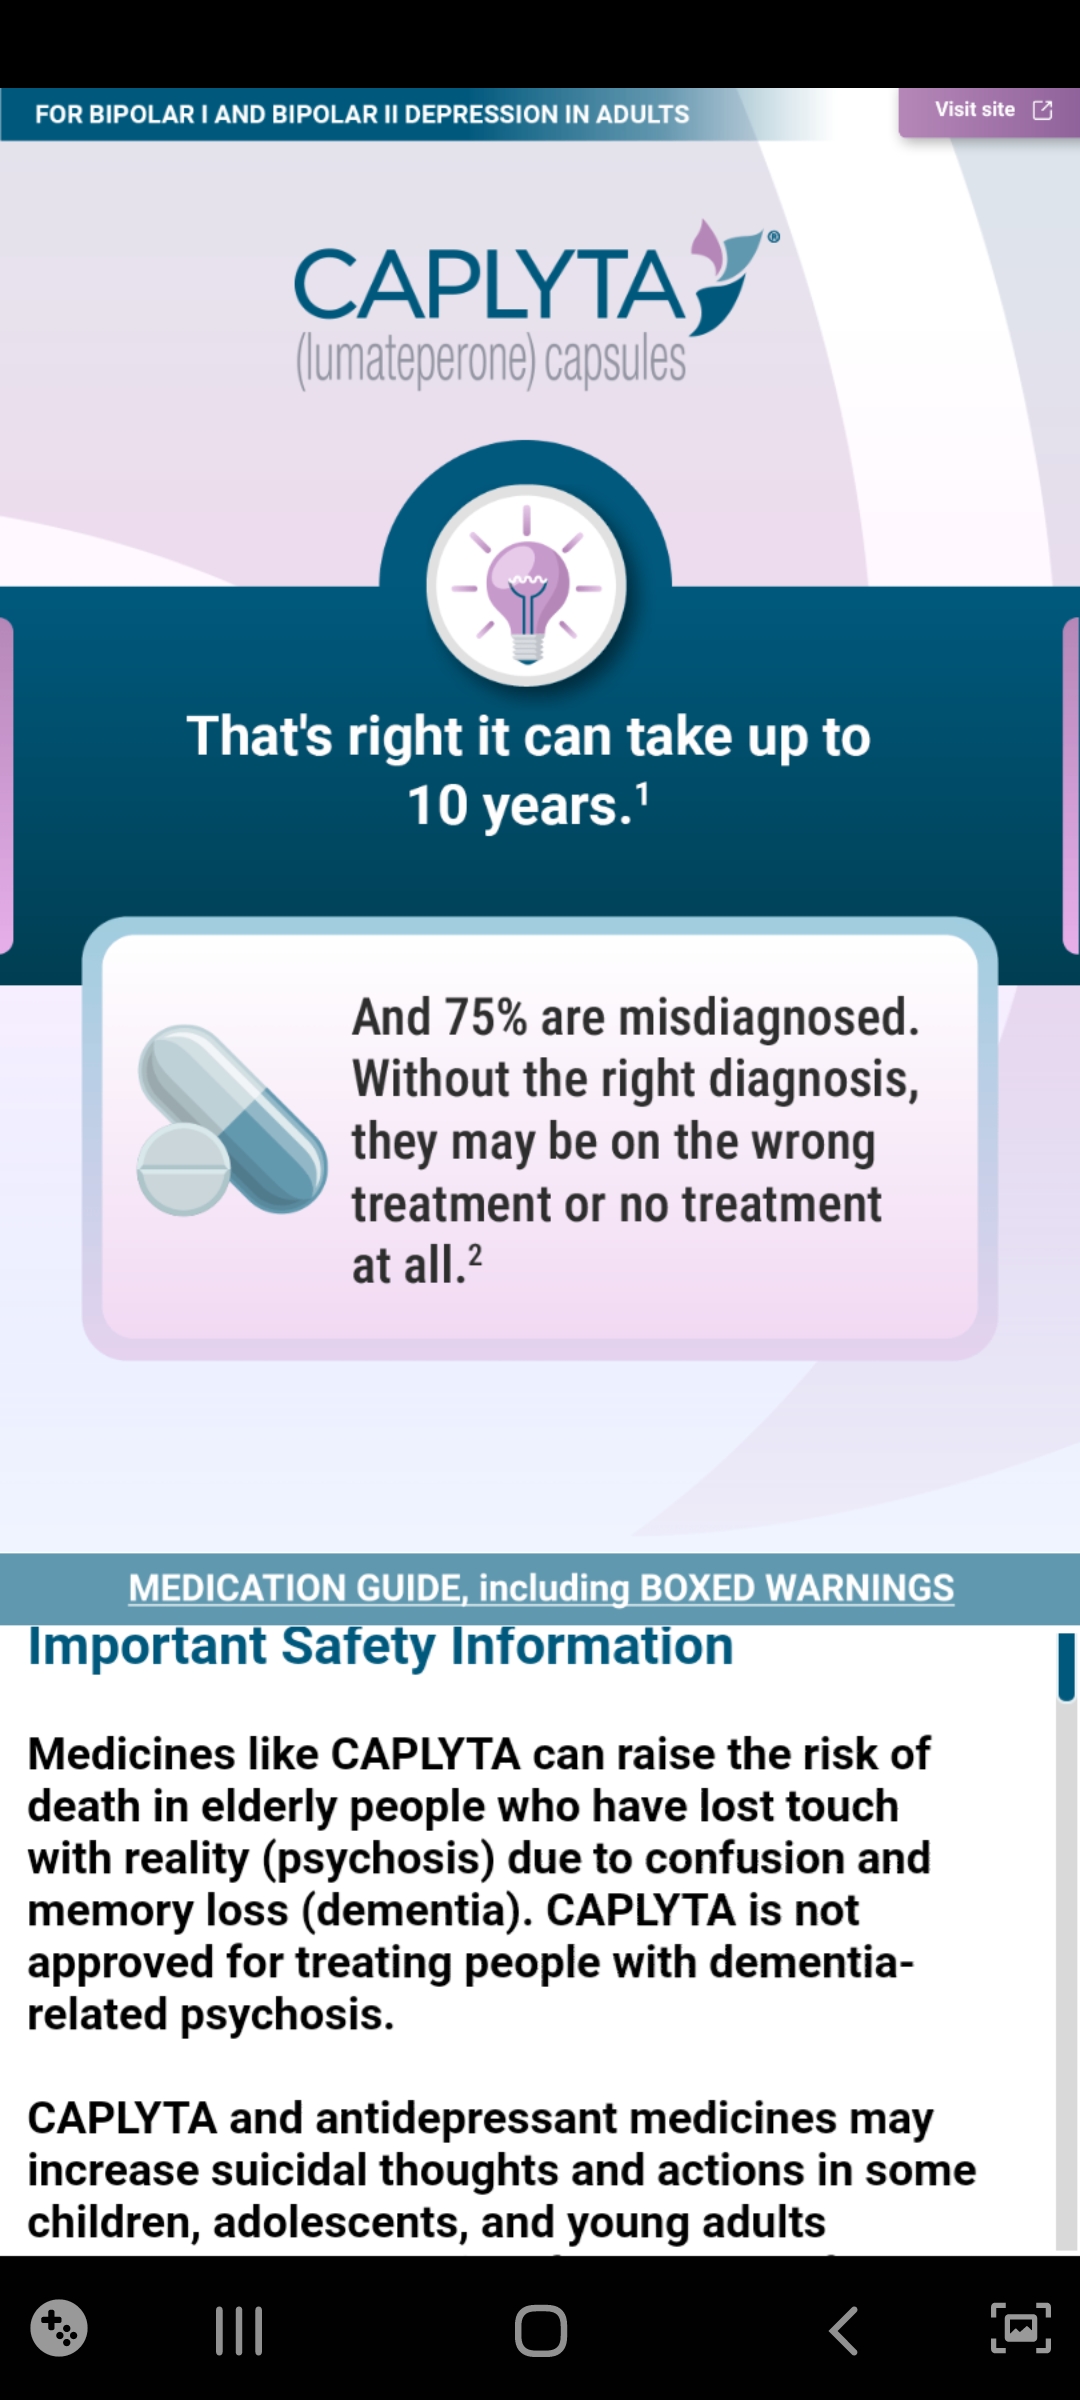 FOR BIPOLAR I AND BIPOLAR II DEPRESSION IN ADULTS
Visit site
CAPLYTA®
(lumateperone) capsules
That's right it can take up to
10 years.¹
And 75% are misdiagnosed.
Without the right diagnosis,
they may be on the wrong
treatment or no treatment
at all.²
MEDICATION GUIDE, including BOXED WARNINGS
Important Safety Information
Medicines like CAPLYTA can raise the risk of
death in elderly people who have lost touch
with reality (psychosis) due to confusion and
memory loss (dementia). CAPLYTA is not
approved for treating people with dementia-
related psychosis.
CAPLYTA and antidepressant medicines may
increase suicidal thoughts and actions in some
children, adolescents, and young adults